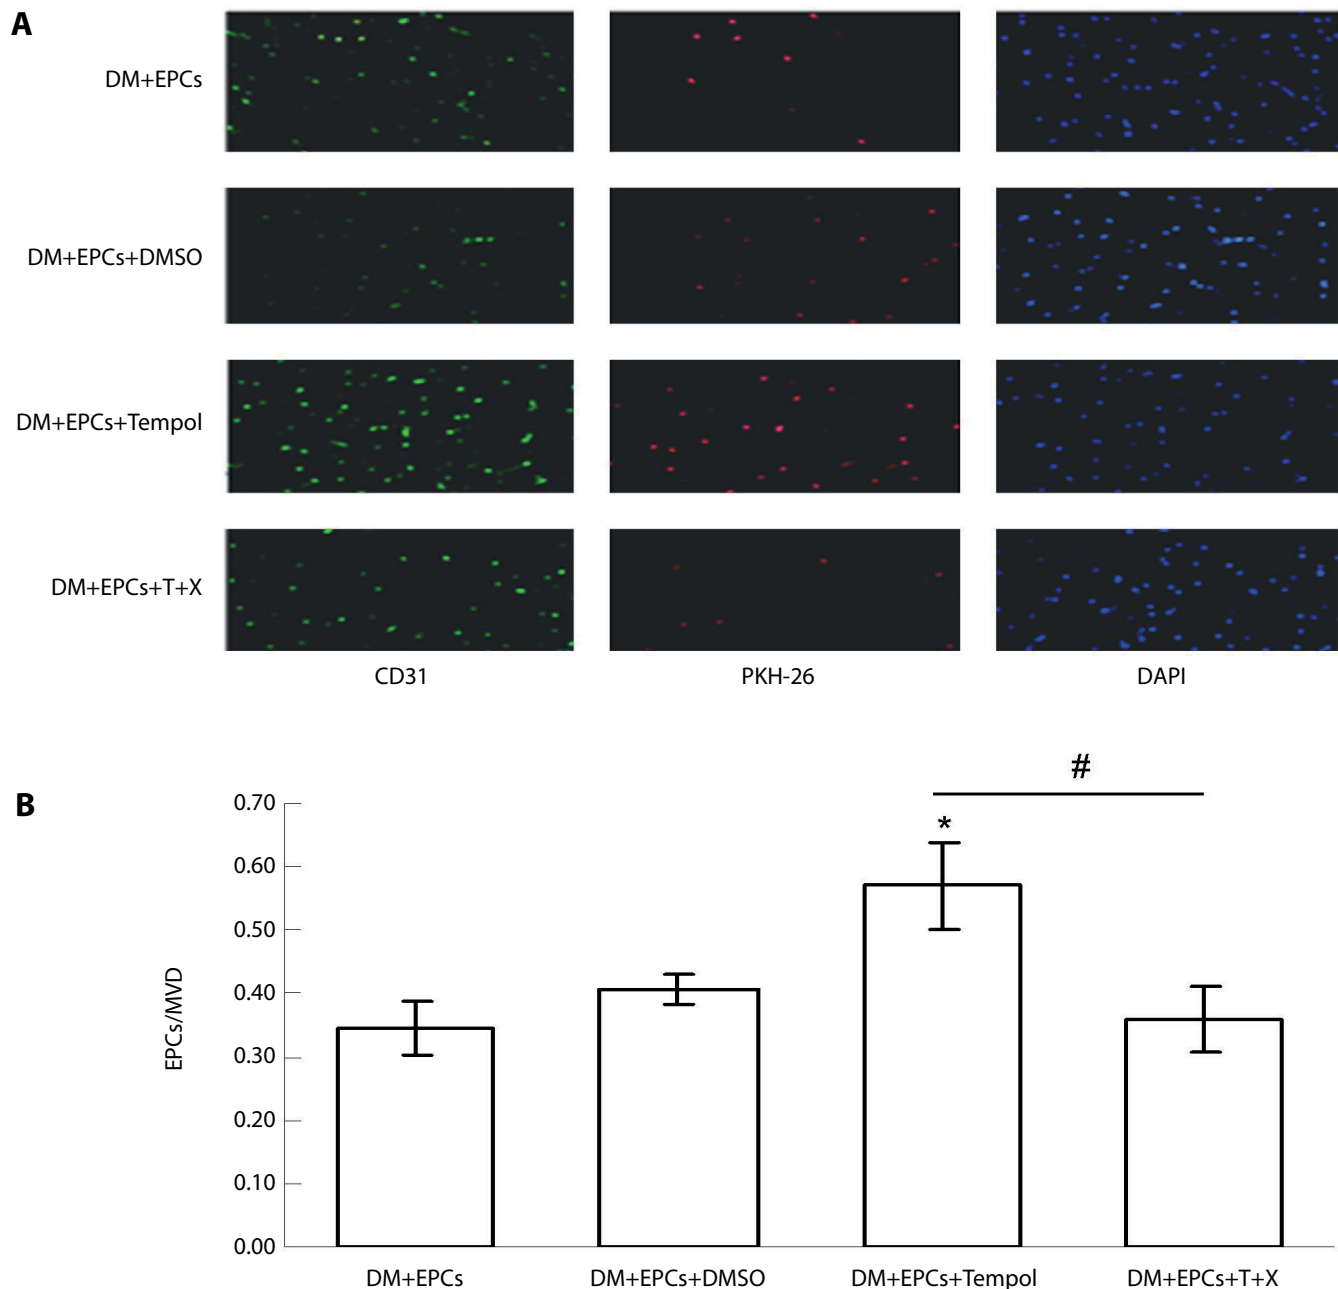 A
DM+EPCs
DM+EPCs+DMSO
DM+EPCs+Tempol
DM+EPCs+T+X
CD31 PKH-26 DAPI
B
#
*
0.70
0.60
0.50
0.40
0.30
0.20
0.10
0.00
EPCs/MVD
DM+EPCs DM+EPCs+DMSO DM+EPCs+Tempol DM+EPCs+T+X